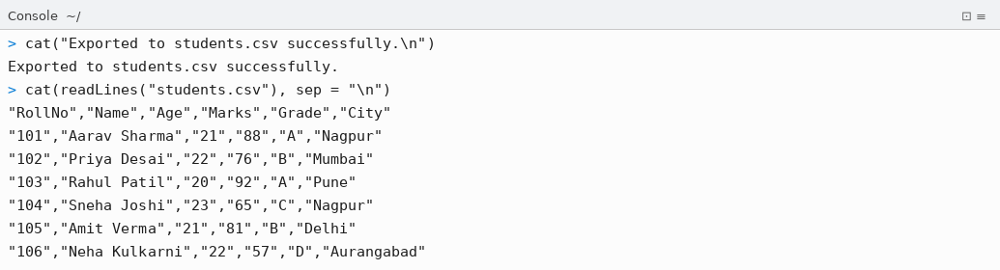 Console ~/
> cat("Exported to students.csv successfully.\n")
Exported to students.csv successfully.
> cat(readLines("students.csv"), sep = "\n")
"RollNo","Name","Age","Marks","Grade","City"
"101","Aarav Sharma","21","88","A","Nagpur"
"102","Priya Desai","22","76","B","Mumbai"
"103","Rahul Patil","20","92","A","Pune"
"104","Sneha Joshi","23","65","C","Nagpur"
"105","Amit Verma","21","81","B","Delhi"
"106","Neha Kulkarni","22","57","D","Aurangabad"